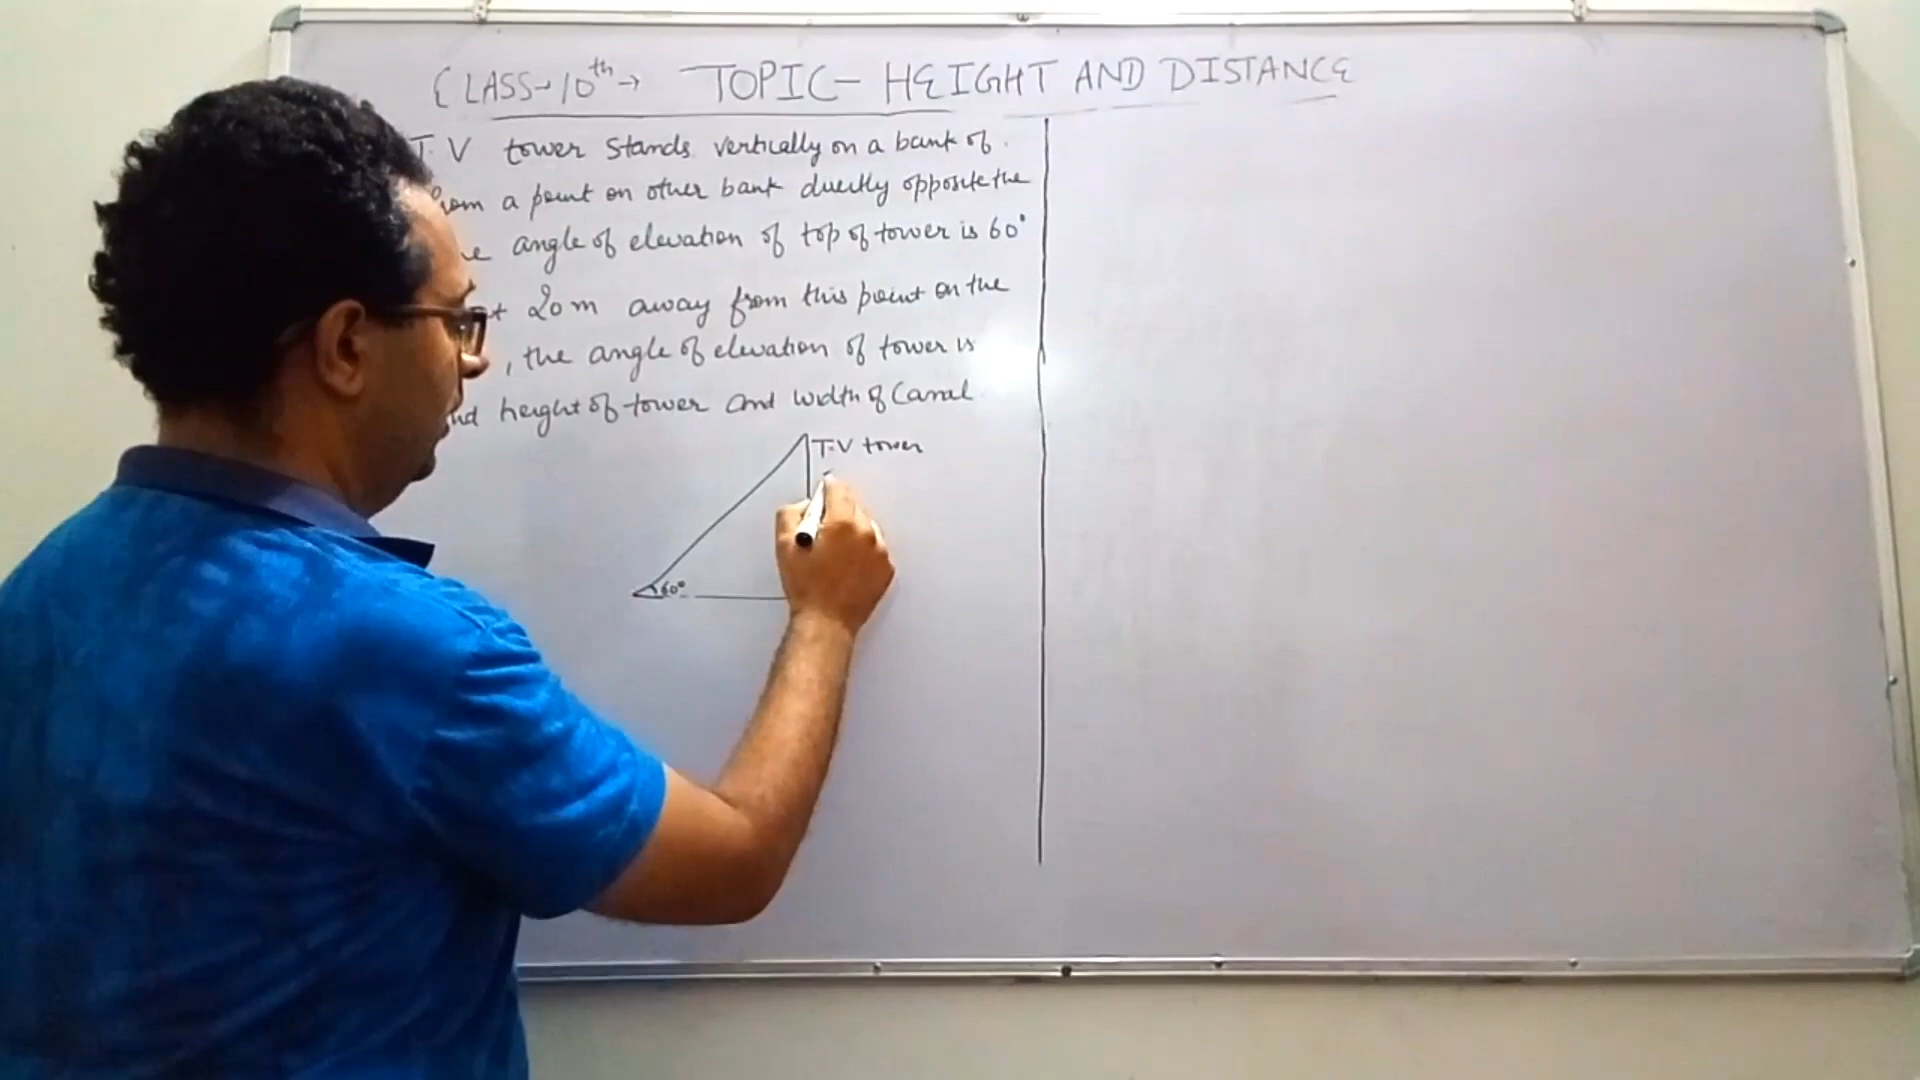 CLASS → 10th → TOPIC - HEIGHT AND DISTANCE
T.V tower stands vertically on a bank of
from a point on other bank directly opposite the
angle of elevation of top of tower is 60°
20m away from this point on the
, the angle of elevation of tower is
height of tower and width of Canal
T.V tower
60°